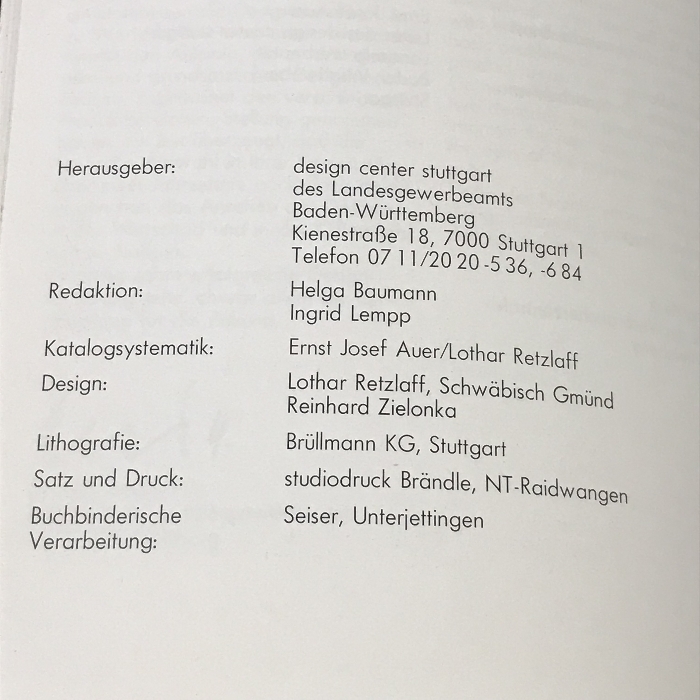 Herausgeber: design center stuttgart
des Landesgewerbeamts
Baden-Württemberg
Kienestraße 18, 7000 Stuttgart 1
Telefon 07 11/20 20 -5 36, -6 84
Redaktion: Helga Baumann
Ingrid Lempp
Katalogsystematik: Ernst Josef Auer/Lothar Retzlaff
Design: Lothar Retzlaff, Schwäbisch Gmünd
Reinhard Zielonka
Lithografie: Brüllmann KG, Stuttgart
Satz und Druck: studiodruck Brändle, NT-Raidwangen
Buchbinderische Seiser, Unterjettingen
Verarbeitung: